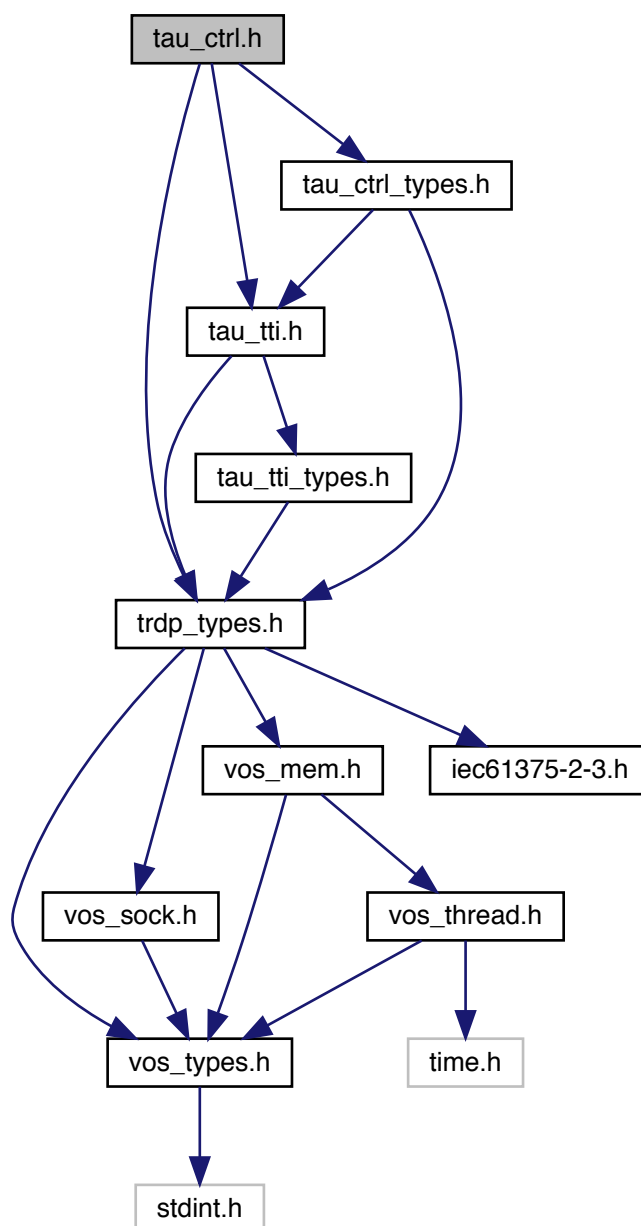 tau_ctrl.h
tau_ctrl_types.h
tau_tti.h
tau_tti_types.h
trdp_types.h
vos_mem.h
iec61375-2-3.h
vos_sock.h
vos_thread.h
vos_types.h
time.h
stdint.h